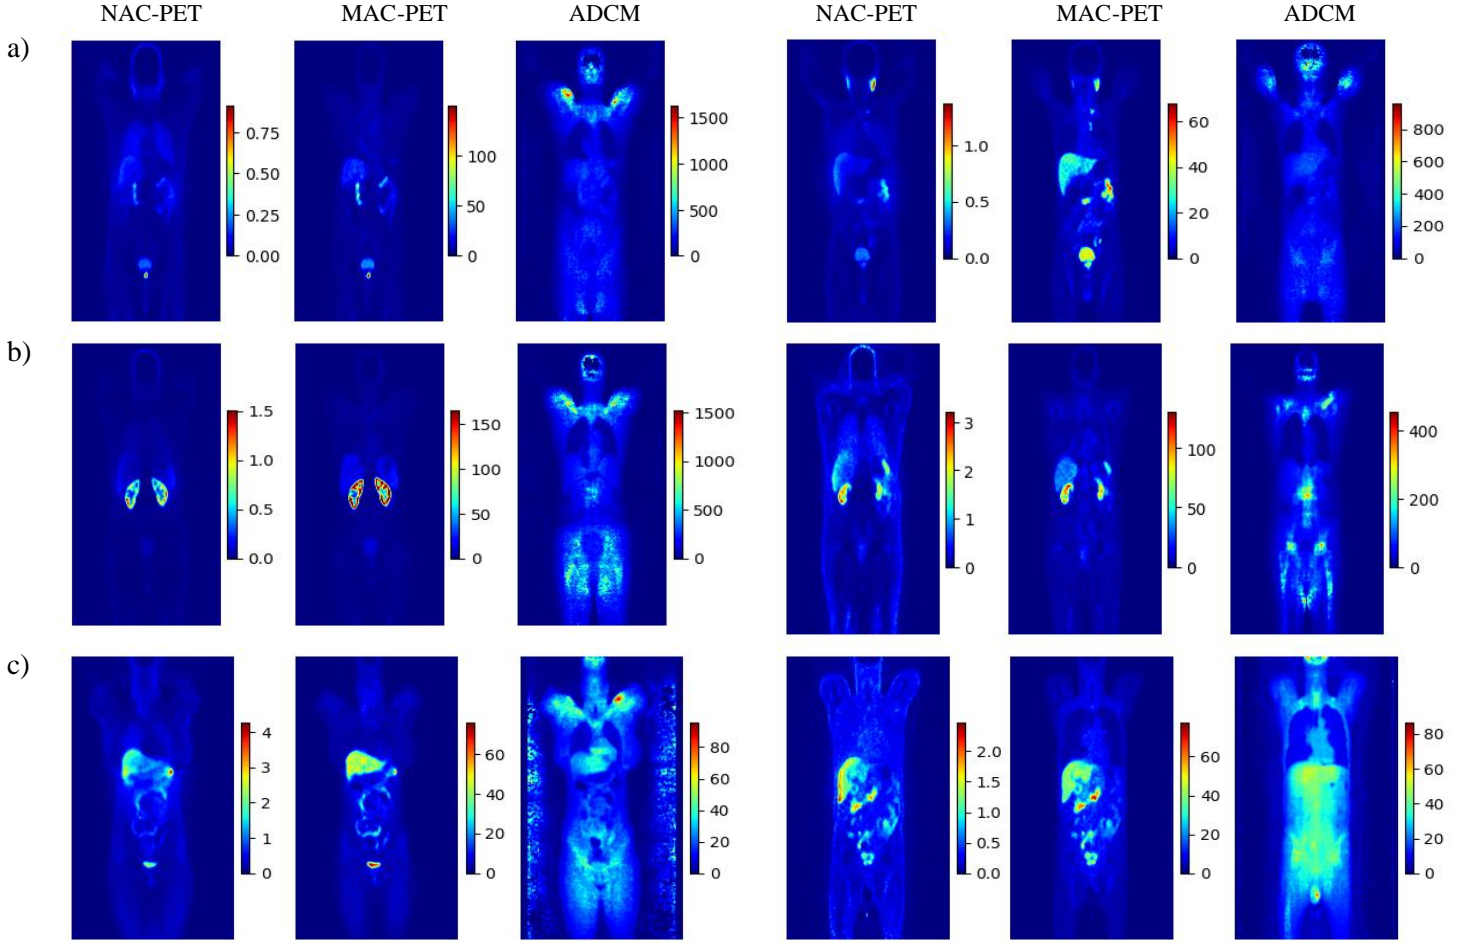 NAC-PET MAC-PET ADCM NAC-PET MAC-PET ADCM
a)
0.75 0.50 0.25 0.00
100 50 0
1500 1000 500 0
1.0 0.5 0.0
60 40 20 0
800 600 400 200 0
b)
1.5 1.0 0.5 0.0
150 100 50 0
1500 1000 500 0
3 2 1 0
100 50 0
400 200 0
c)
4 3 2 1 0
60 40 20 0
80 60 40 20 0
2.0 1.5 1.0 0.5 0.0
60 40 20 0
80 60 40 20 0